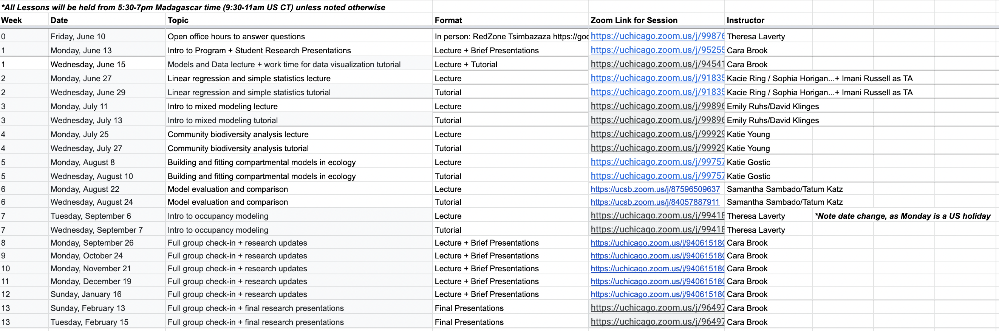 *All Lessons will be held from 5:30-7pm Madagascar time (9:30-11am US CT) unless noted otherwise
Week Date Topic Format Zoom Link for Session Instructor
0 Friday, June 10 Open office hours to answer questions In person: RedZone Tsimbazaza https://goo https://uchicago.zoom.us/j/99876 Theresa Laverty
1 Monday, June 13 Intro to Program + Student Research Presentations Lecture + Brief Presentations https://uchicago.zoom.us/j/95255 Cara Brook
1 Wednesday, June 15 Models and Data lecture + work time for data visualization tutorial Lecture + Tutorial https://uchicago.zoom.us/j/94541 Cara Brook
2 Monday, June 27 Linear regression and simple statistics lecture Lecture https://uchicago.zoom.us/j/91835 Kacie Ring / Sophia Horigan...+ Imani Russell as TA
2 Wednesday, June 29 Linear regression and simple statistics tutorial Tutorial https://uchicago.zoom.us/j/91835 Kacie Ring / Sophia Horigan...+ Imani Russell as TA
3 Monday, July 11 Intro to mixed modeling lecture Lecture https://uchicago.zoom.us/j/99896 Emily Ruhs/David Klinges
3 Wednesday, July 13 Intro to mixed modeling tutorial Tutorial https://uchicago.zoom.us/j/99896 Emily Ruhs/David Klinges
4 Monday, July 25 Community biodiversity analysis lecture Lecture https://uchicago.zoom.us/j/99929 Katie Young
4 Wednesday, July 27 Community biodiversity analysis tutorial Tutorial https://uchicago.zoom.us/j/99929 Katie Young
5 Monday, August 8 Building and fitting compartmental models in ecology Lecture https://uchicago.zoom.us/j/99757 Katie Gostic
5 Wednesday, August 10 Building and fitting compartmental models in ecology Tutorial https://uchicago.zoom.us/j/99757 Katie Gostic
6 Monday, August 22 Model evaluation and comparison Lecture https://ucsb.zoom.us/j/87596509637 Samantha Sambado/Tatum Katz
6 Wednesday, August 24 Model evaluation and comparison Tutorial https://ucsb.zoom.us/j/84057887911 Samantha Sambado/Tatum Katz
7 Tuesday, September 6 Intro to occupancy modeling Lecture https://uchicago.zoom.us/j/99418 Theresa Laverty *Note date change, as Monday is a US holiday
7 Wednesday, September 7 Intro to occupancy modeling Tutorial https://uchicago.zoom.us/j/99418 Theresa Laverty
8 Monday, September 26 Full group check-in + research updates Lecture + Brief Presentations https://uchicago.zoom.us/j/940615180 Cara Brook
9 Monday, October 24 Full group check-in + research updates Lecture + Brief Presentations https://uchicago.zoom.us/j/940615180 Cara Brook
10 Monday, November 21 Full group check-in + research updates Lecture + Brief Presentations https://uchicago.zoom.us/j/940615180 Cara Brook
11 Monday, December 19 Full group check-in + research updates Lecture + Brief Presentations https://uchicago.zoom.us/j/940615180 Cara Brook
12 Sunday, January 16 Full group check-in + research updates Lecture + Brief Presentations https://uchicago.zoom.us/j/940615180 Cara Brook
13 Sunday, February 13 Full group check-in + final research presentations Final Presentations https://uchicago.zoom.us/j/96497 Cara Brook
13 Tuesday, February 15 Full group check-in + final research presentations Final Presentations https://uchicago.zoom.us/j/96497 Cara Brook